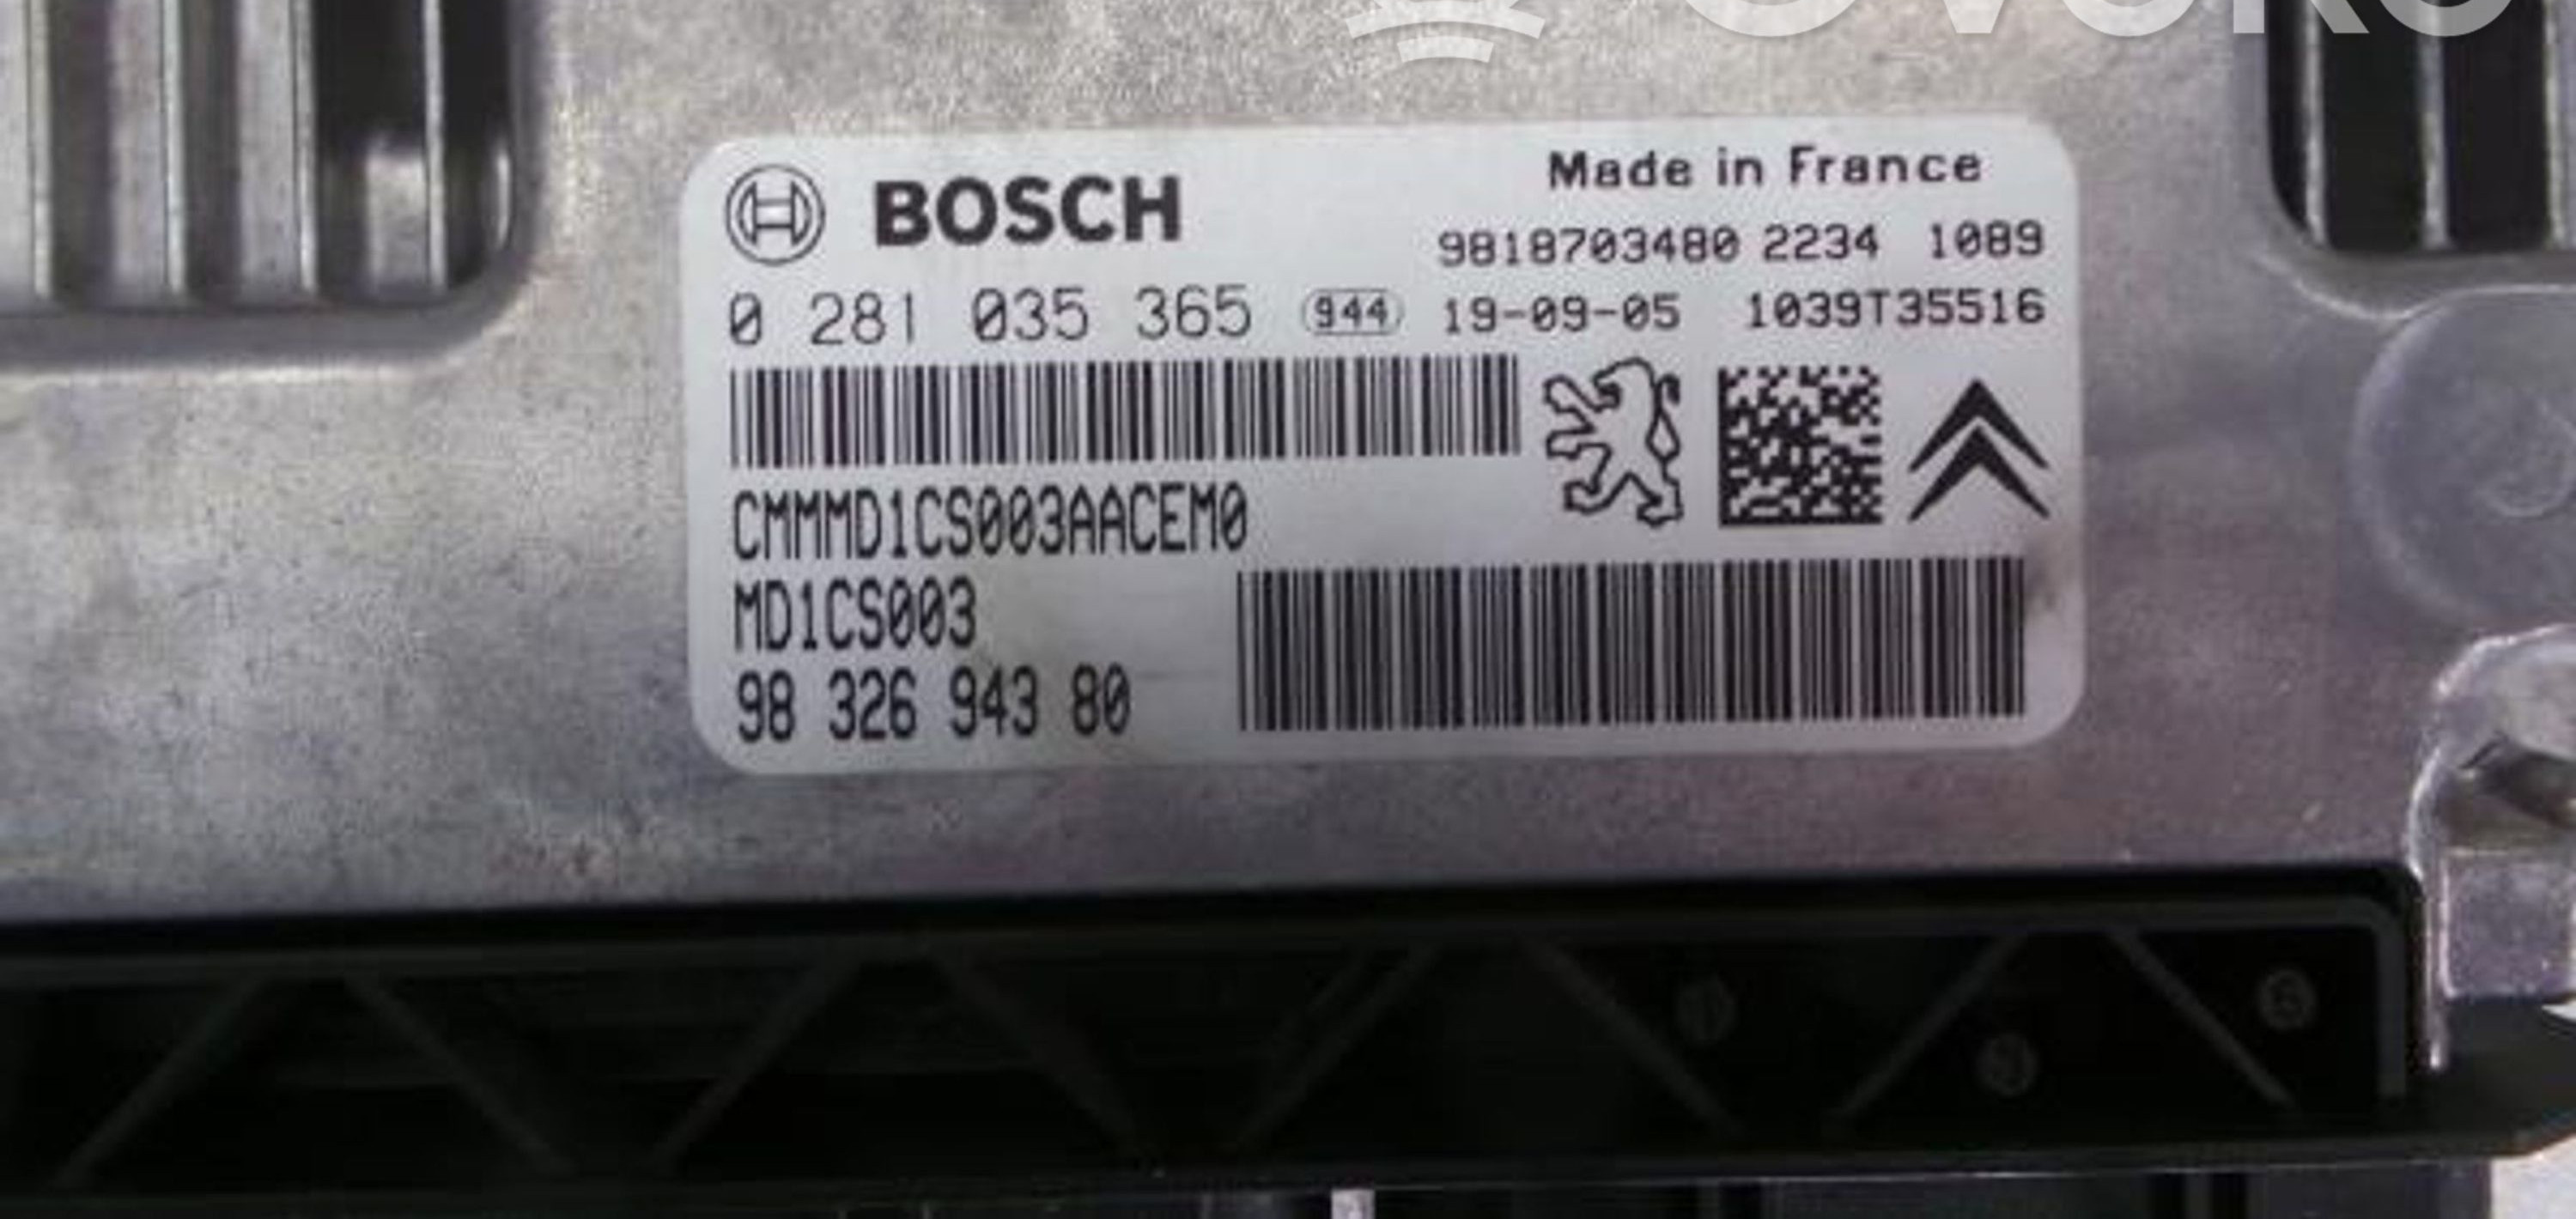 BOSCH
Made in France
9818703480 2234 1089
0 281 035 365 944 19-09-05 1039T35516
CMMMD1CS003AACEM0
MD1CS003
98 326 943 80